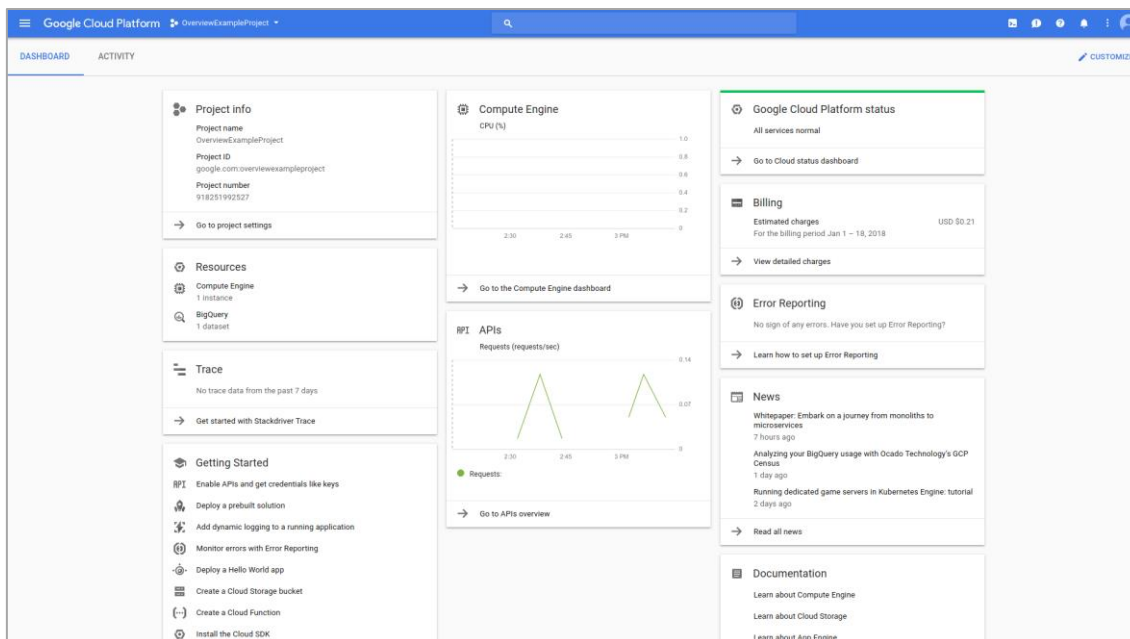 Google Cloud Platform
OverviewExampleProject
DASHBOARD
ACTIVITY
CUSTOMIZE
Project info
Project name
OverviewExampleProject
Project ID
google.com:overviewexampleproject
Project number
918251992527
Go to project settings
Resources
Compute Engine
1 instance
BigQuery
1 dataset
Trace
No trace data from the past 7 days
Get started with Stackdriver Trace
Getting Started
API
Enable APIs and get credentials like keys
Deploy a prebuilt solution
Add dynamic logging to a running application
Monitor errors with Error Reporting
Deploy a Hello World app
Create a Cloud Storage bucket
Create a Cloud Function
Install the Cloud SDK
Compute Engine
CPU (%)
1.0
0.8
0.6
0.4
0.2
0
2:30
2:45
3 PM
Go to the Compute Engine dashboard
API
APIs
Requests (requests/sec)
0.14
0.07
0
2:30
2:45
3 PM
Requests:
Go to APIs overview
Google Cloud Platform status
All services normal
Go to Cloud status dashboard
Billing
Estimated charges
USD $0.21
For the billing period Jan 1 – 18, 2018
View detailed charges
Error Reporting
No sign of any errors. Have you set up Error Reporting?
Learn how to set up Error Reporting
News
Whitepaper: Embark on a journey from monoliths to
microservices
7 hours ago
Analyzing your BigQuery usage with Ocado Technology's GCP
Census
1 day ago
Running dedicated game servers in Kubernetes Engine: tutorial
2 days ago
Read all news
Documentation
Learn about Compute Engine
Learn about Cloud Storage
Learn about App Engine